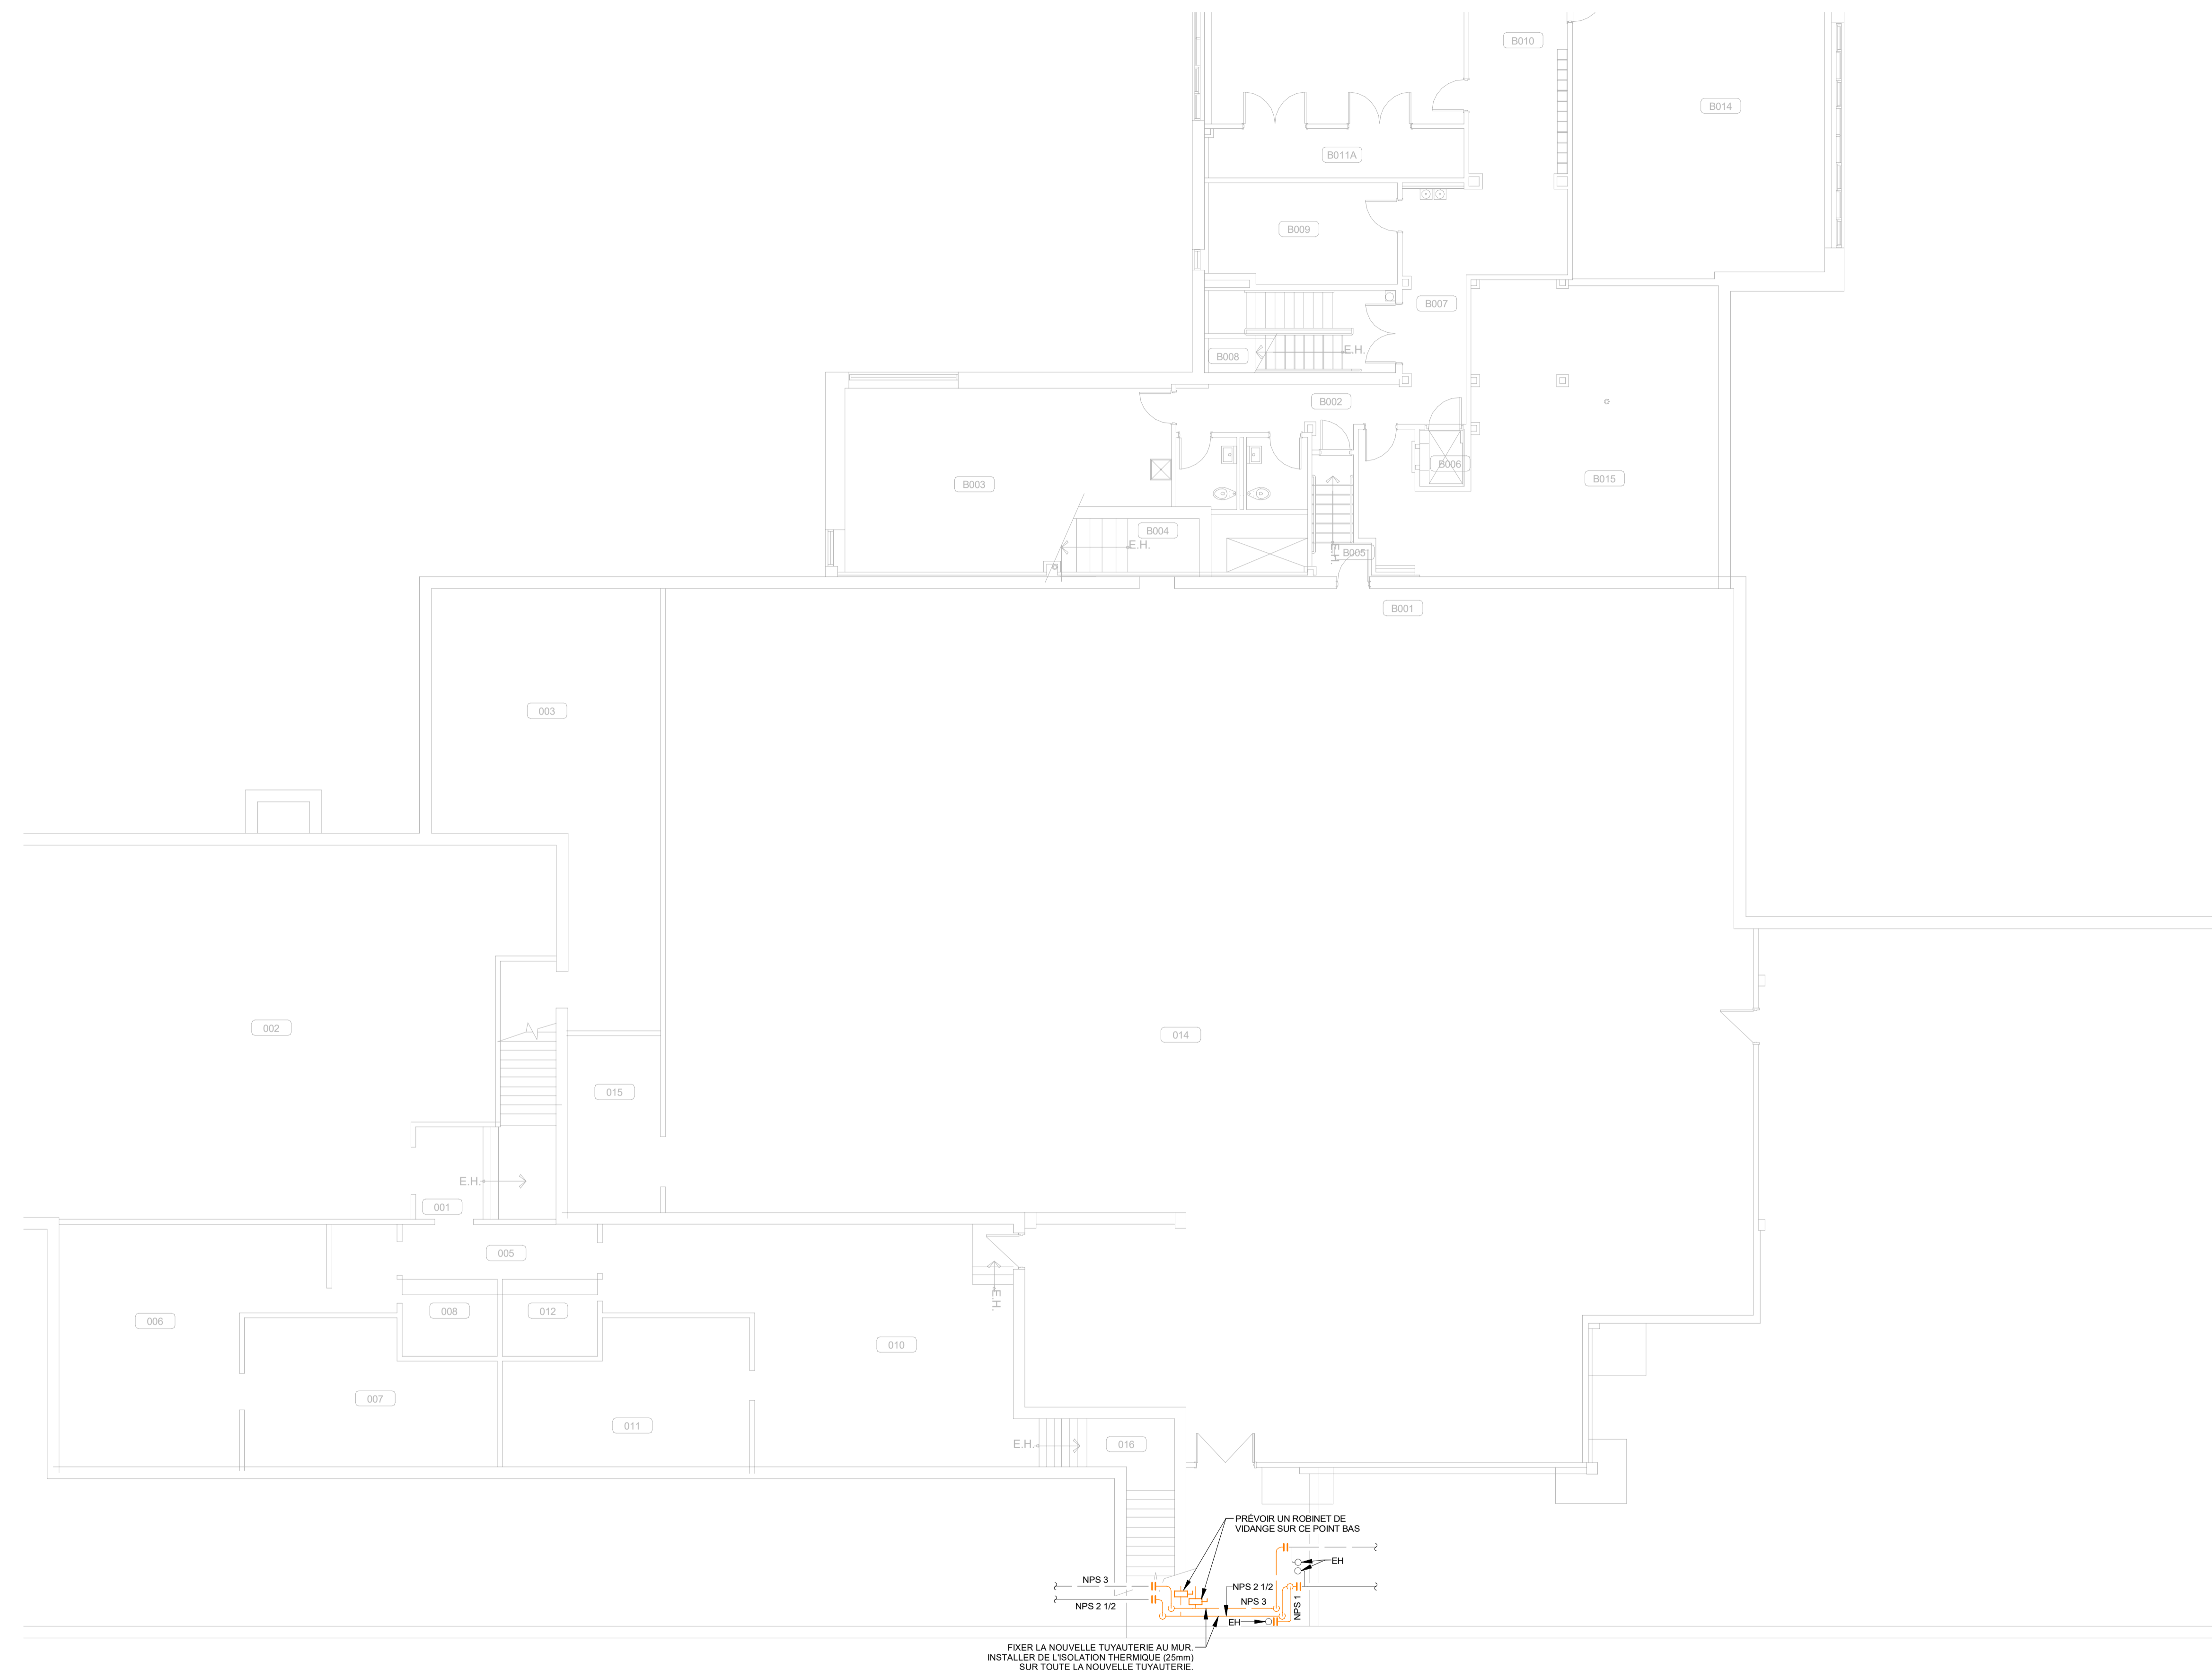 B010
B014
B011A
B009
B007
E.H.
B008
B002
B006
B003
B015
B004
E.H.
E.H.
B005
B001
003
002
014
015
E.H.
001
005
E.H.
008
012
006
010
007
011
E.H.
016
PRÉVOIR UN ROBINET DE
VIDANGE SUR CE POINT BAS
EH
NPS 3
NPS 2 1/2
NPS 2 1/2
NPS 3
NPS 1
EH
FIXER LA NOUVELLE TUYAUTERIE AU MUR.
INSTALLER DE L'ISOLATION THERMIQUE (25mm)
SUR TOUTE LA NOUVELLE TUYAUTERIE.